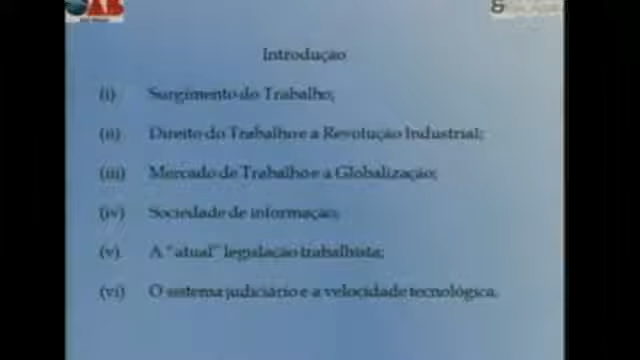 OAB
&
Introdução
(i) Surgimento do Trabalho;
(ii) Direito do Trabalho e a Revolução Industrial;
(iii) Mercado de Trabalho e a Globalização;
(iv) Sociedade de informação;
(v) A "atual" legislação trabalhista;
(vi) O sistema judiciário e a velocidade tecnológica.